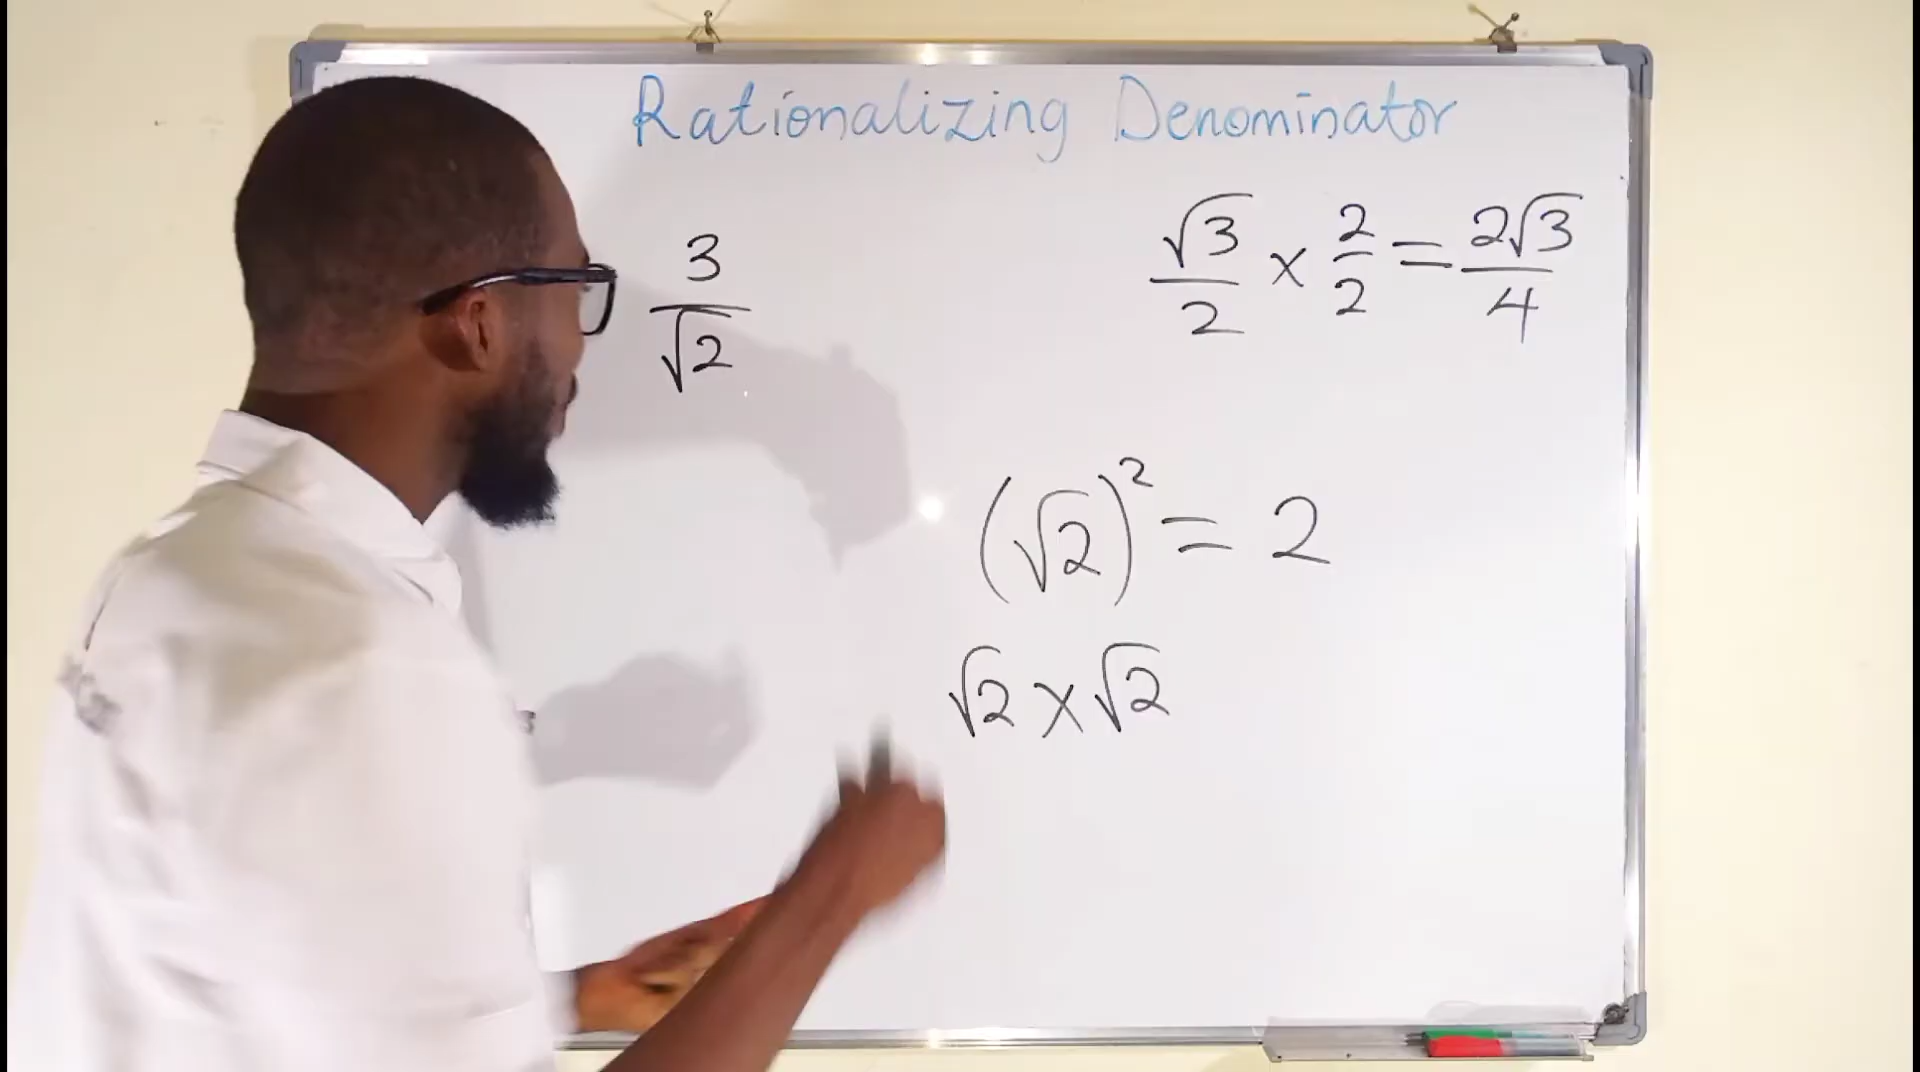 Rationalizing Denominator
3/√2
√3/2 × 2/2 = 2√3/4
(√2)² = 2
√2 × √2